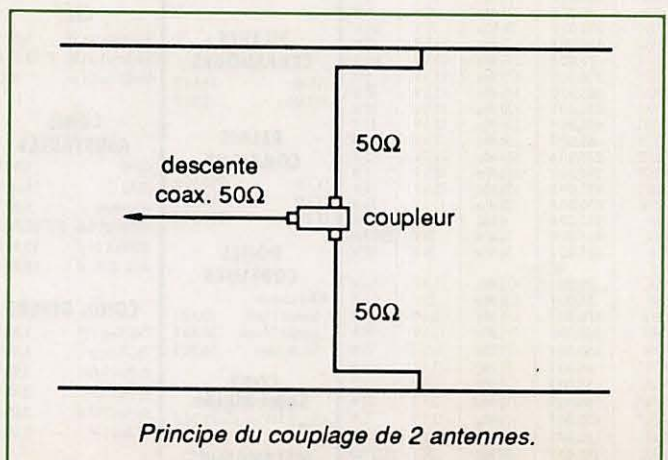 50Ω
descente
coax. 50Ω
coupleur
50Ω
Principe du couplage de 2 antennes.